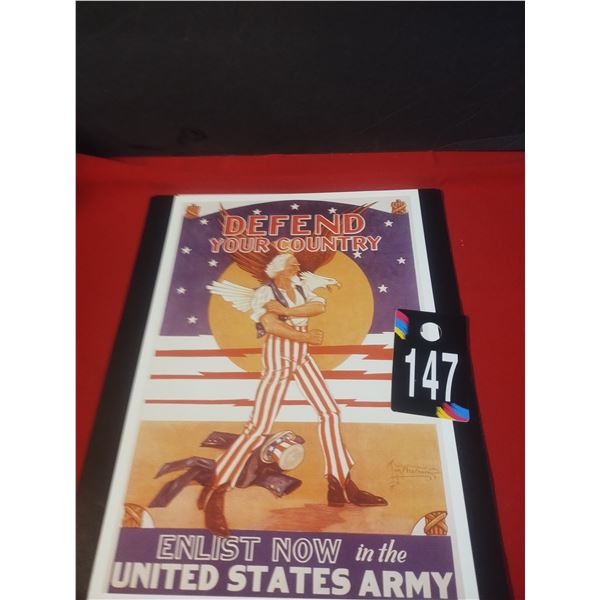 DEFEND
YOUR COUNTRY
147
ENLIST NOW in the
UNITED STATES ARMY